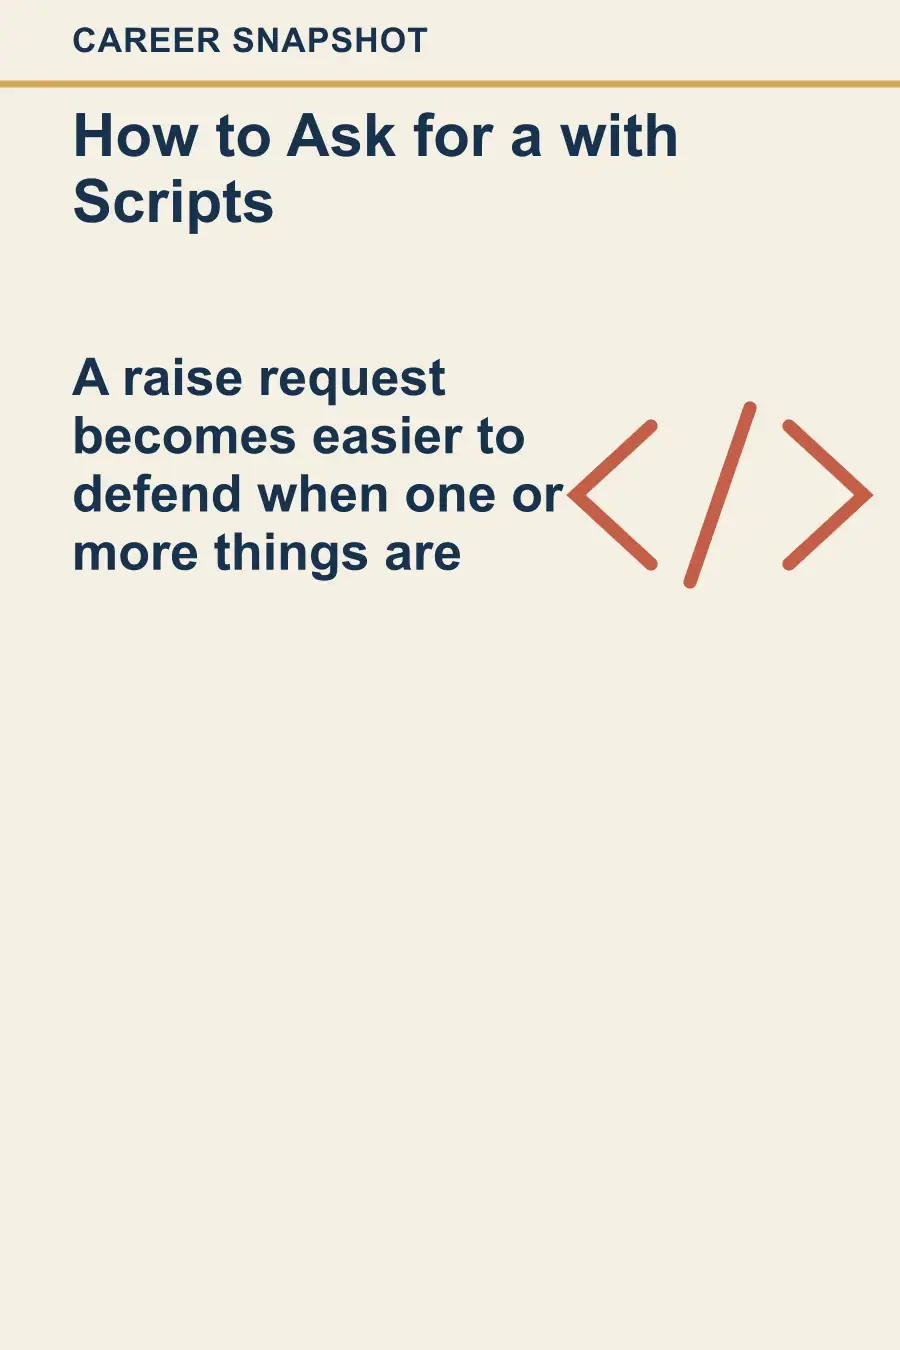 CAREER SNAPSHOT
How to Ask for a with
Scripts
A raise request
becomes easier to
defend when one or
more things are